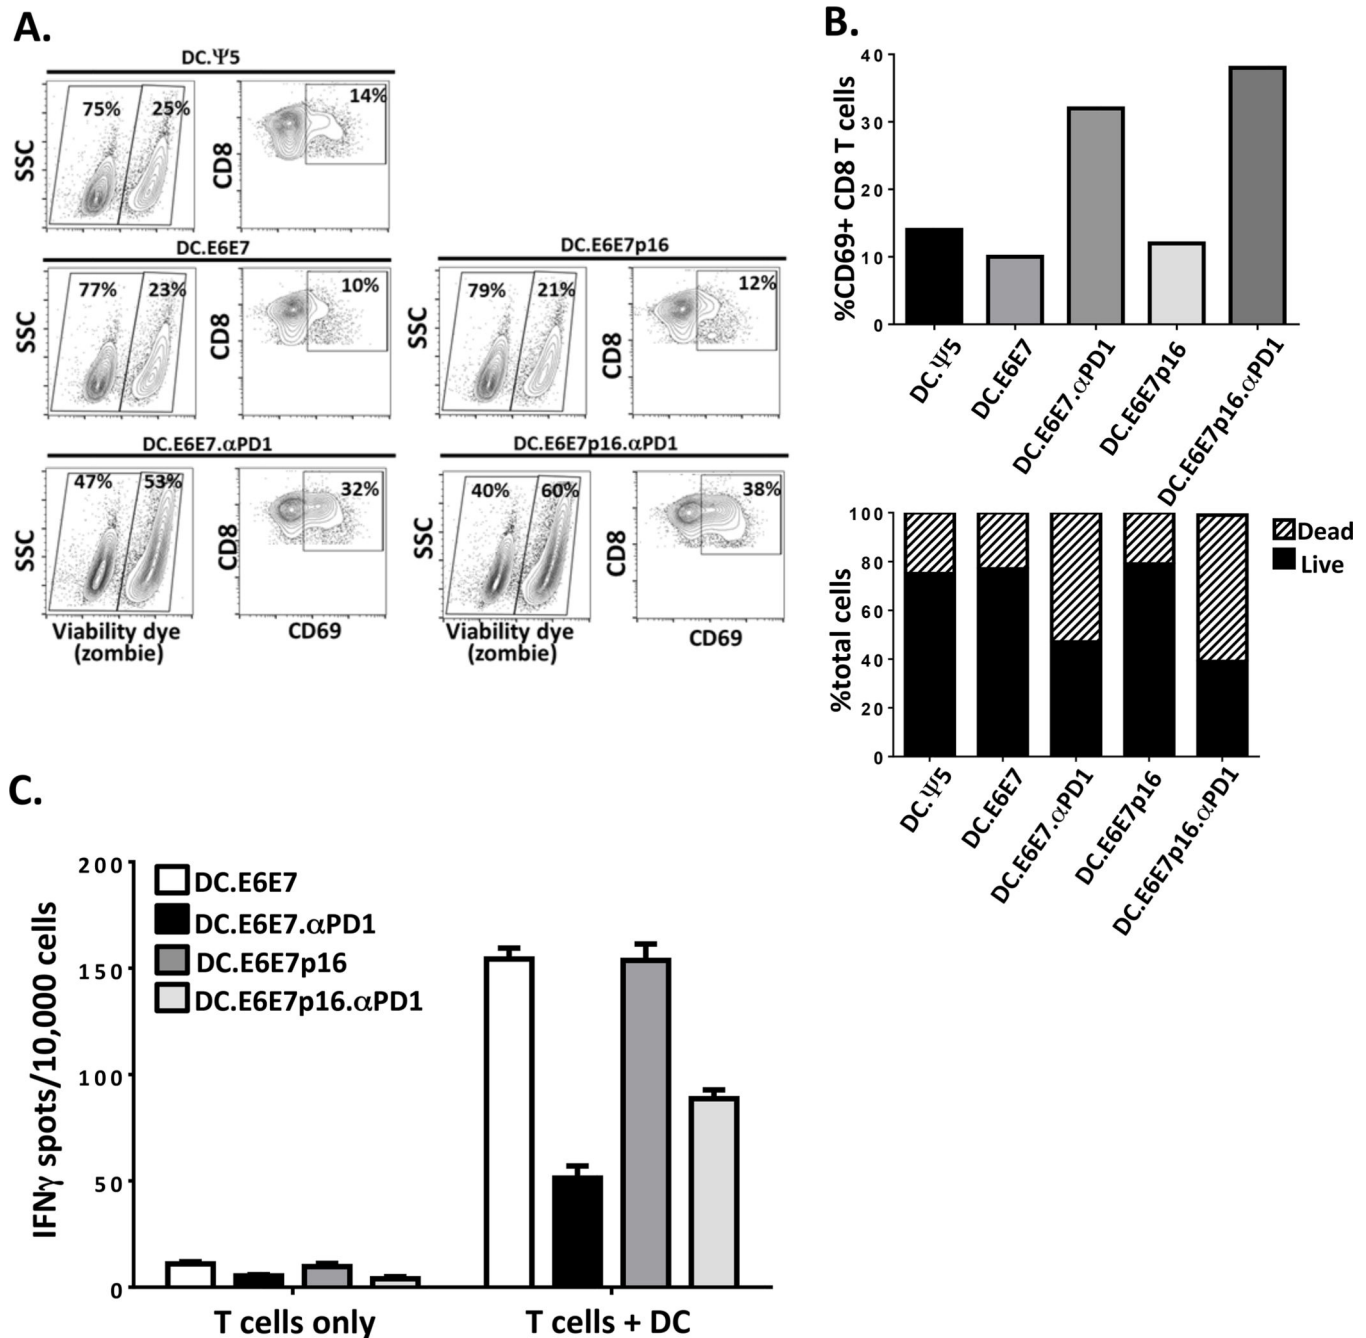 A.
DC.Ψ5
75%
25%
SSC
14%
CD8
DC.E6E7
77%
23%
SSC
10%
CD8
DC.E6E7p16
79%
21%
SSC
12%
CD8
DC.E6E7.αPD1
47%
53%
SSC
32%
CD8
Viability dye
(zombie)
CD69
DC.E6E7p16.αPD1
40%
60%
SSC
38%
CD8
Viability dye
(zombie)
CD69
B.
%CD69+ CD8 T cells
40
30
20
10
0
DC.Ψ5
DC.E6E7
DC.E6E7.αPD1
DC.E6E7p16
DC.E6E7p16.αPD1
%total cells
100
80
60
40
20
0
Dead
Live
DC.Ψ5
DC.E6E7
DC.E6E7.αPD1
DC.E6E7p16
DC.E6E7p16.αPD1
C.
IFNγ spots/10,000 cells
200
150
100
50
0
DC.E6E7
DC.E6E7.αPD1
DC.E6E7p16
DC.E6E7p16.αPD1
T cells only
T cells + DC